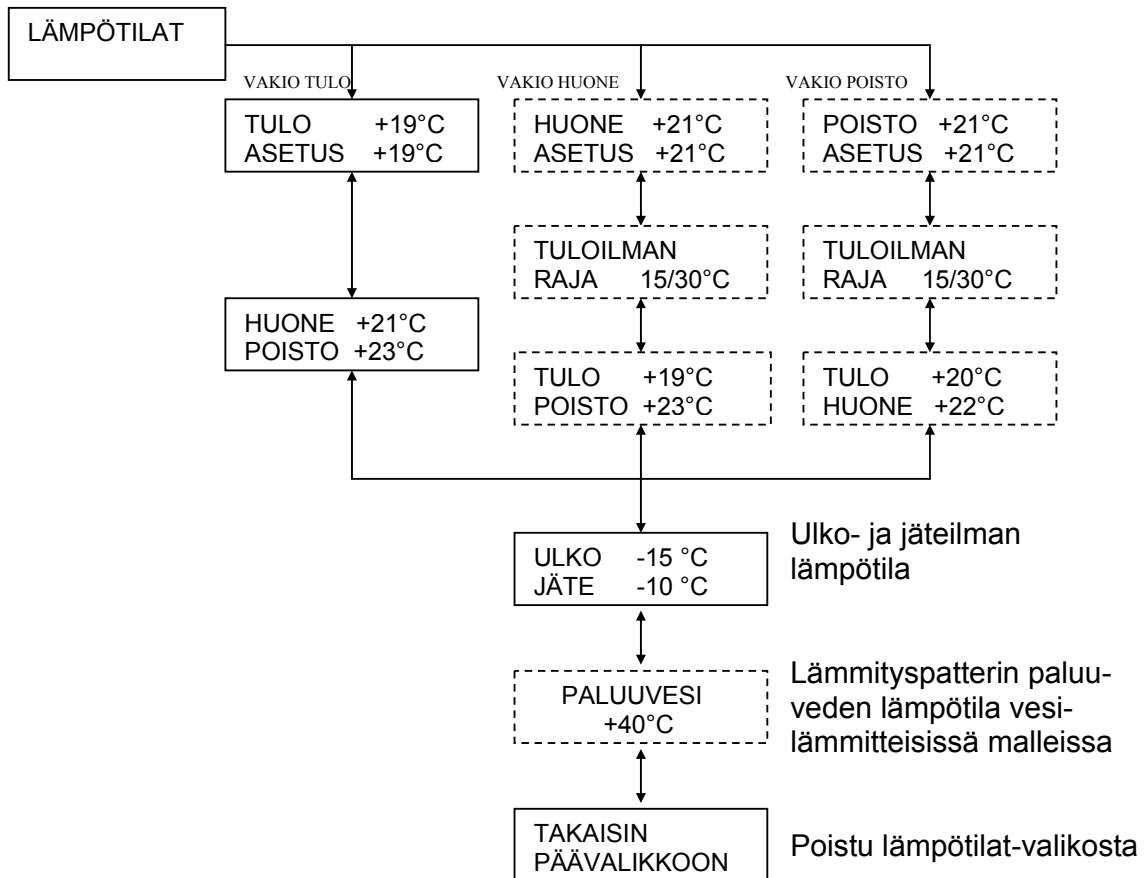 LÄMPÖTILAT
VAKIO TULO
VAKIO HUONE
VAKIO POISTO
TULO +19°C
ASETUS +19°C
HUONE +21°C
ASETUS +21°C
POISTO +21°C
ASETUS +21°C
TULOILMAN
RAJA 15/30°C
TULOILMAN
RAJA 15/30°C
HUONE +21°C
POISTO +23°C
TULO +19°C
POISTO +23°C
TULO +20°C
HUONE +22°C
ULKO -15 °C
JÄTE -10 °C
Ulko- ja jäteilman
lämpötila
PALUUVESI
+40°C
Lämmityspatterin paluu-
veden lämpötila vesi-
lämmitteisissä malleissa
TAKAISIN
PÄÄVALIKKOON
Poistu lämpötilat-valikosta